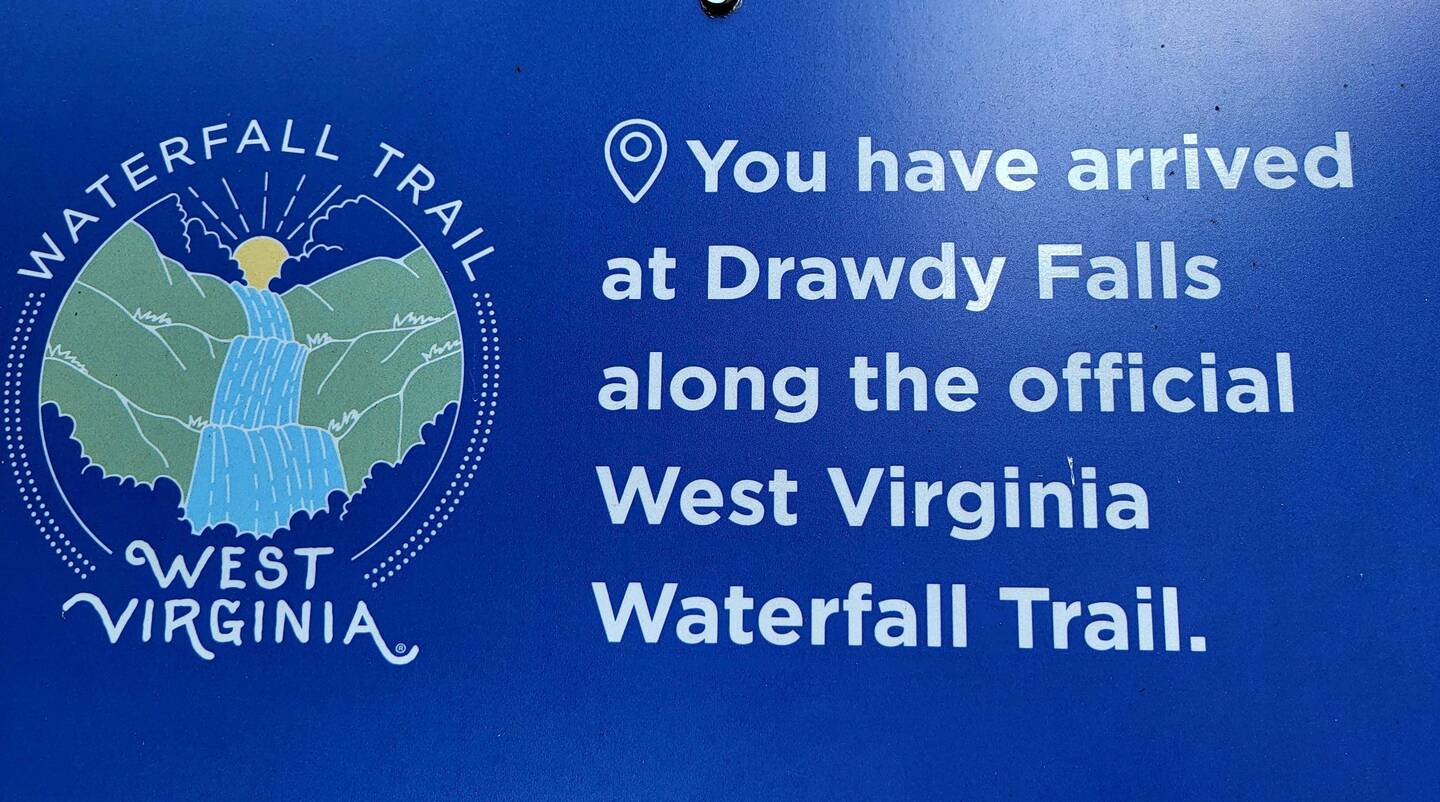 WATERFALL TRAIL
WEST
VIRGINIA®
You have arrived
at Drawdy Falls
along the official
West Virginia
Waterfall Trail.